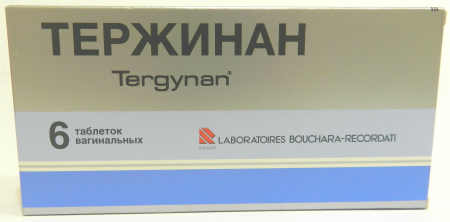 ТЕРЖИНАН
Tergynan®
6 таблеток
вагинальных
LABORATOIRES BOUCHARA-RECORDATI